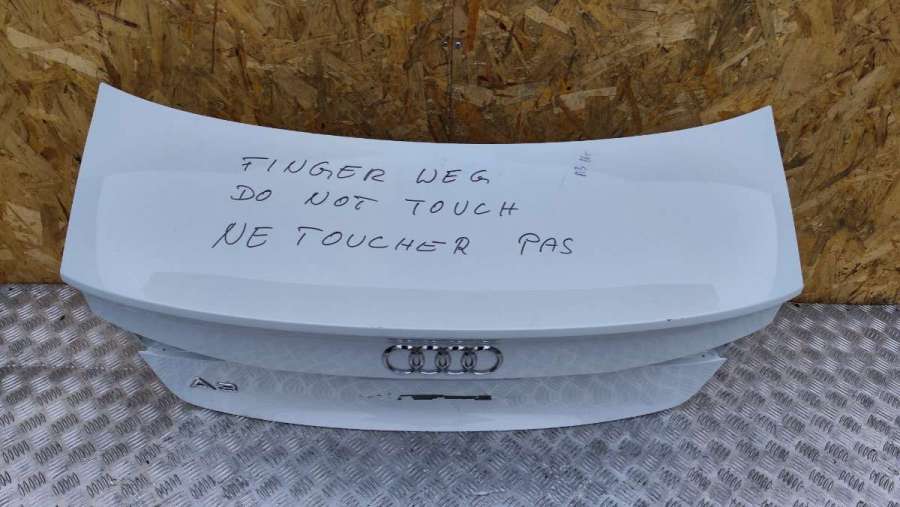 FINGER WEG
DO NOT TOUCH
NE TOUCHER PAS
A3